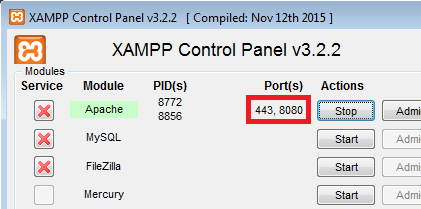 XAMPP Control Panel v3.2.2 [ Compiled: Nov 12th 2015 ]
XAMPP Control Panel v3.2.2
Modules
Service Module PID(s) Port(s) Actions
Apache 8772 8856 443, 8080 Stop Admi
MySQL Start Admi
FileZilla Start Admi
Mercury Start Admi